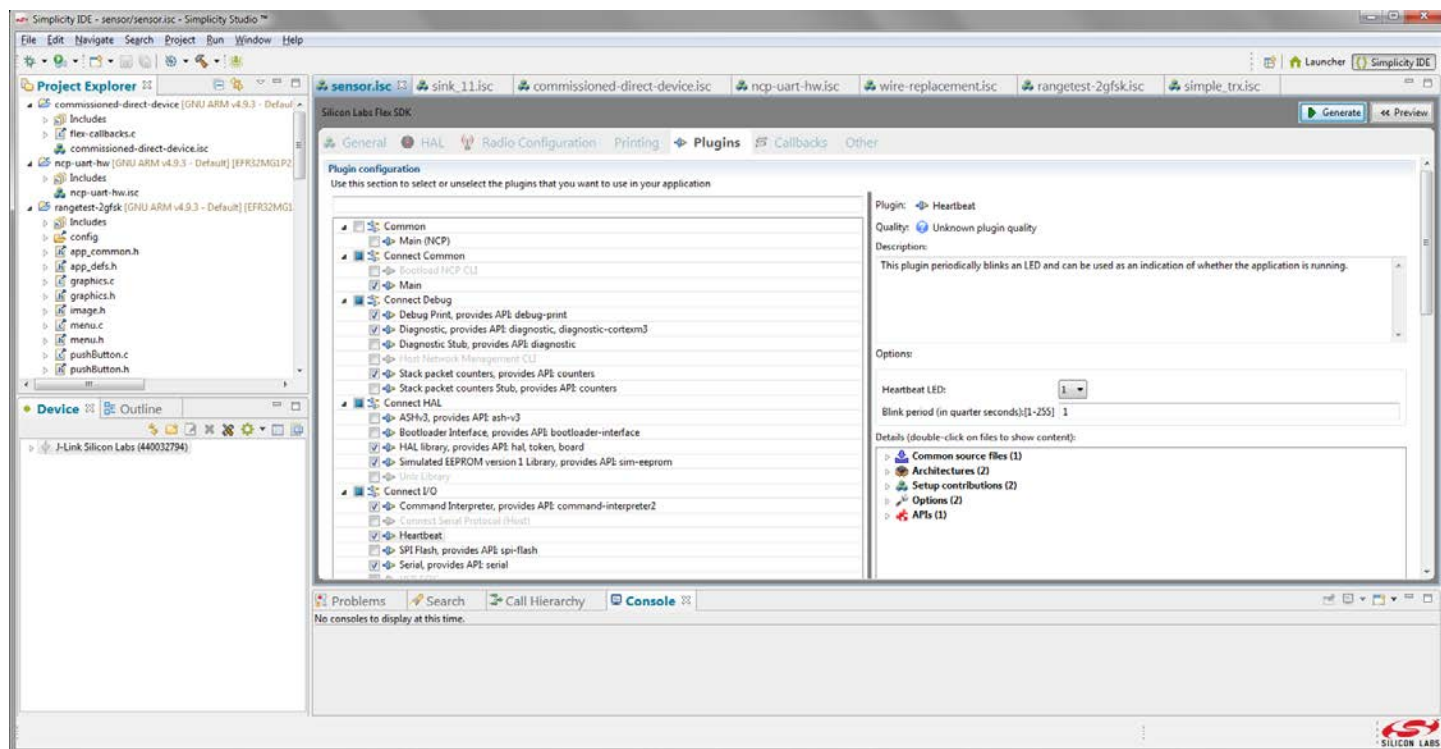 Simplicity IDE - sensor/sensor.isc - Simplicity Studio ™
File Edit Navigate Search Project Run Window Help
Launcher Simplicity IDE
Project Explorer
commissioned-direct-device [GNU ARM v4.9.3 - Defaul
Includes
flex-callbacks.c
commissioned-direct-device.isc
ncp-uart-hw [GNU ARM v4.9.3 - Default] [EFR32MG1P2
Includes
ncp-uart-hw.isc
rangetest-2gfsk [GNU ARM v4.9.3 - Default] [EFR32MG1
Includes
config
app_common.h
app_defs.h
graphics.c
graphics.h
image.h
menu.c
menu.h
pushButton.c
pushButton.h
Device Outline
J-Link Silicon Labs (440032794)
sensor.isc sink_11.isc commissioned-direct-device.isc ncp-uart-hw.isc wire-replacement.isc rangetest-2gfsk.isc simple_trx.isc
Silicon Labs Flex SDK
Generate Preview
General HAL Radio Configuration Printing Plugins Callbacks Other
Plugin configuration
Use this section to select or unselect the plugins that you want to use in your application
Common
Main (NCP)
Connect Common
Bootload NCP CLI
Main
Connect Debug
Debug Print, provides API: debug-print
Diagnostic, provides API: diagnostic, diagnostic-cortexm3
Diagnostic Stub, provides API: diagnostic
Host Network Management CLI
Stack packet counters, provides API: counters
Stack packet counters Stub, provides API: counters
Connect HAL
ASHv3, provides API: ash-v3
Bootloader Interface, provides API: bootloader-interface
HAL library, provides API: hal, token, board
Simulated EEPROM version 1 Library, provides API: sim-eeprom
Unix Library
Connect I/O
Command Interpreter, provides API: command-interpreter2
Connect Serial Protocol (Host)
Heartbeat
SPI Flash, provides API: spi-flash
Serial, provides API: serial
Plugin: Heartbeat
Quality: Unknown plugin quality
Description:
This plugin periodically blinks an LED and can be used as an indication of whether the application is running.
Options:
Heartbeat LED: 1
Blink period (in quarter seconds):[1-255] 1
Details (double-click on files to show content):
Common source files (1)
Architectures (2)
Setup contributions (2)
Options (2)
APIs (1)
Problems Search Call Hierarchy Console
No consoles to display at this time.
SILICON LABS